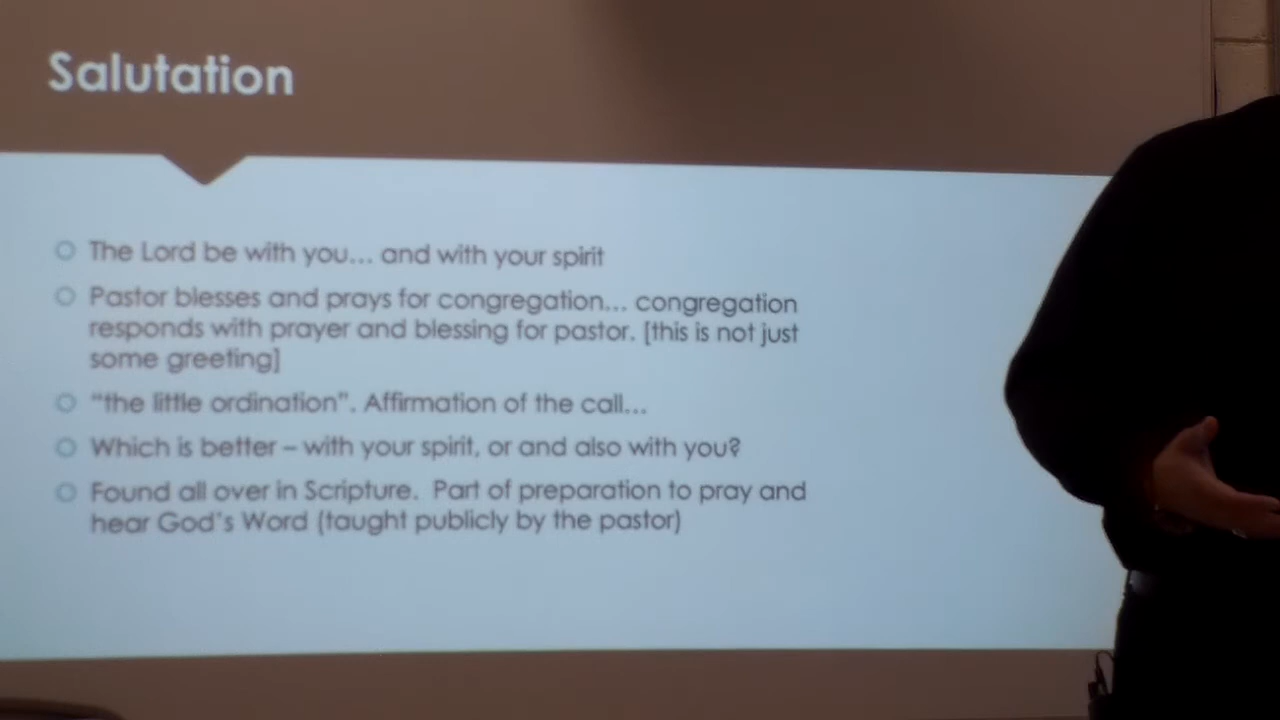 Salutation
The Lord be with you... and with your spirit
Pastor blesses and prays for congregation... congregation
responds with prayer and blessing for pastor. [this is not just
some greeting]
"the little ordination". Affirmation of the call...
Which is better – with your spirit, or and also with you?
Found all over in Scripture. Part of preparation to pray and
hear God's Word (taught publicly by the pastor)